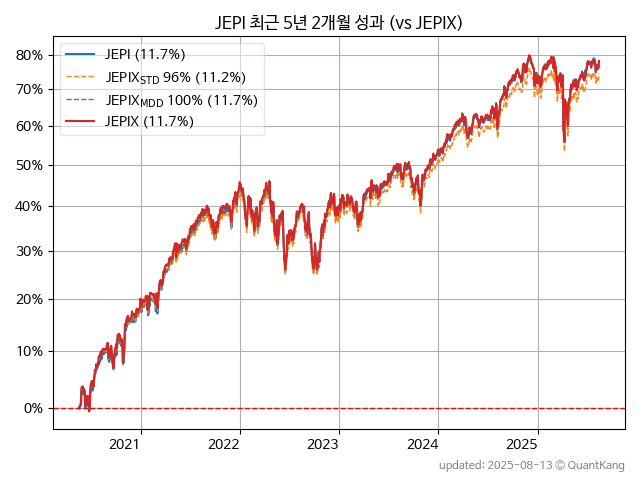 JEPI 최근 5년 2개월 성과 (vs JEPIX)
80%
70%
60%
50%
40%
30%
20%
10%
0%
JEPI (11.7%)
JEPIX_STD 96% (11.2%)
JEPIX_MDD 100% (11.7%)
JEPIX (11.7%)
2021 2022 2023 2024 2025
updated: 2025-08-13 © QuantKang